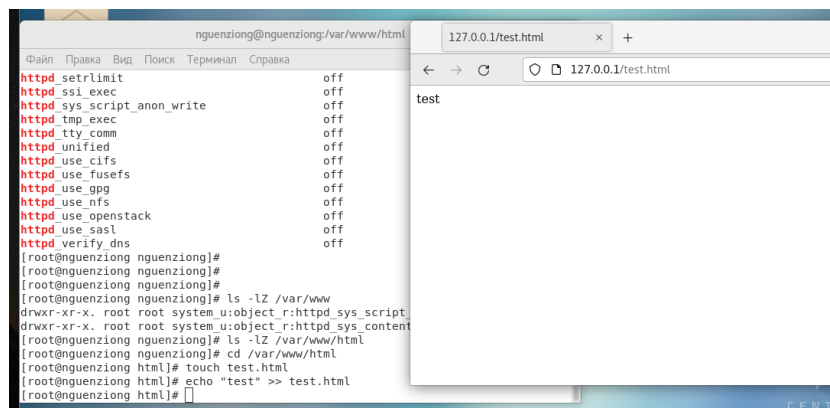 nguenziong@nguenziong:/var/www/html
Файл Правка Вид Поиск Терминал Справка
httpd_setrlimit off
httpd_ssi_exec off
httpd_sys_script_anon_write off
httpd_tmp_exec off
httpd_tty_comm off
httpd_unified off
httpd_use_cifs off
httpd_use_fusefs off
httpd_use_gpg off
httpd_use_nfs off
httpd_use_openstack off
httpd_use_sasl off
httpd_verify_dns off
[root@nguenziong nguenziong]#
[root@nguenziong nguenziong]#
[root@nguenziong nguenziong]#
[root@nguenziong nguenziong]# ls -lZ /var/www
drwxr-xr-x. root root system_u:object_r:httpd_sys_script_
drwxr-xr-x. root root system_u:object_r:httpd_sys_content
[root@nguenziong nguenziong]# ls -lZ /var/www/html
[root@nguenziong nguenziong]# cd /var/www/html
[root@nguenziong html]# touch test.html
[root@nguenziong html]# echo "test" >> test.html
[root@nguenziong html]#
127.0.0.1/test.html × +
127.0.0.1/test.html
test
CENT